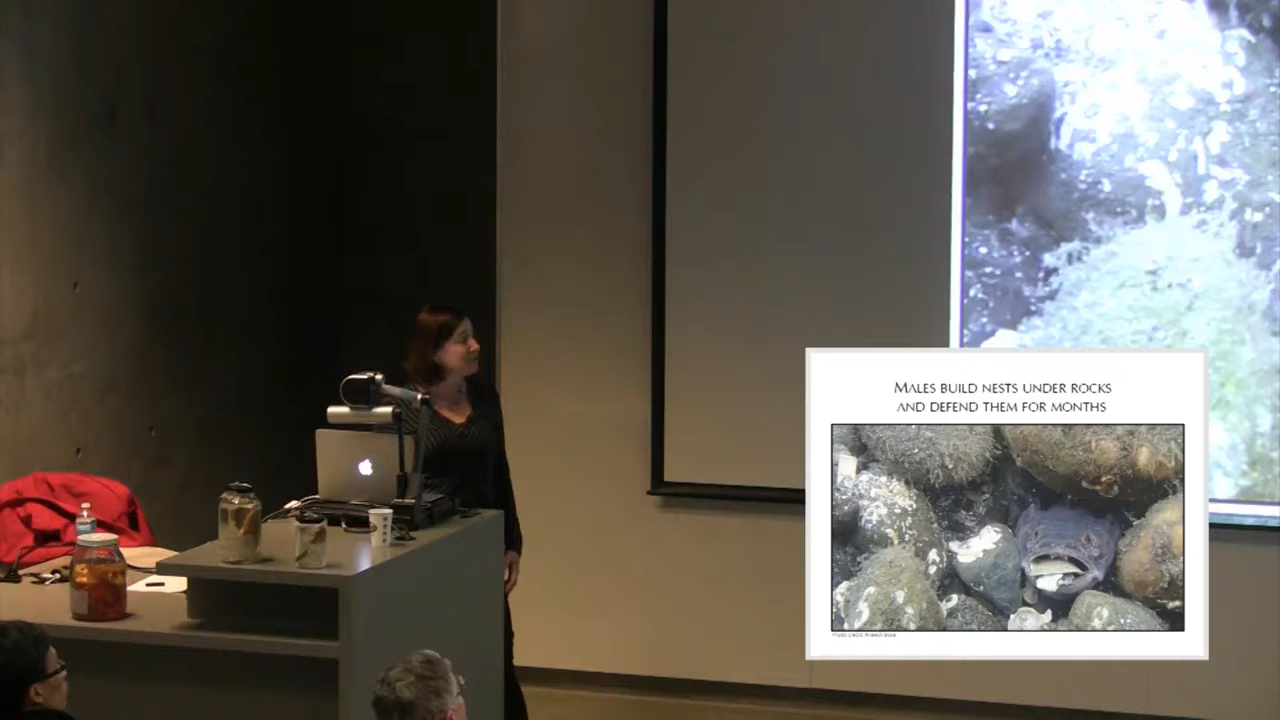 MALES BUILD NESTS UNDER ROCKS
AND DEFEND THEM FOR MONTHS